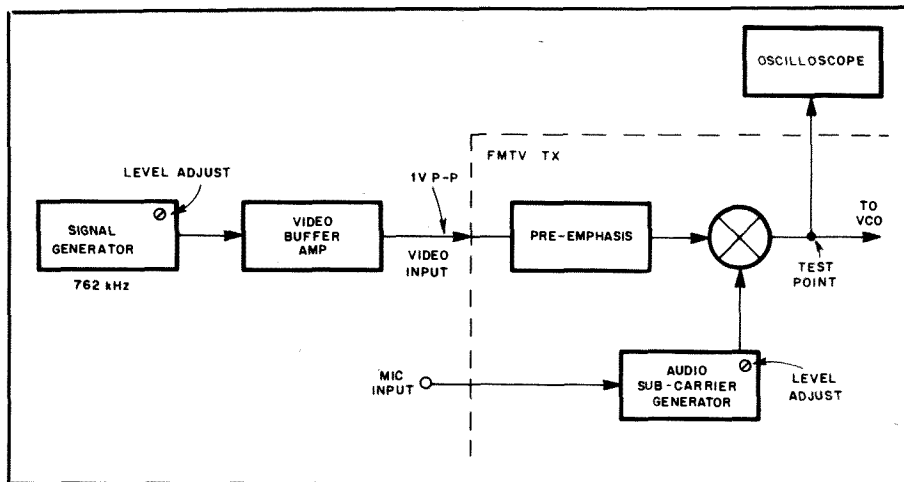 OSCILLOSCOPE
FMTV TX
LEVEL ADJUST
1V P-P
SIGNAL
GENERATOR
762 kHz
VIDEO
BUFFER
AMP
VIDEO
INPUT
PRE-EMPHASIS
TO
VCO
TEST
POINT
MIC
INPUT
AUDIO
SUB-CARRIER
GENERATOR
LEVEL
ADJUST